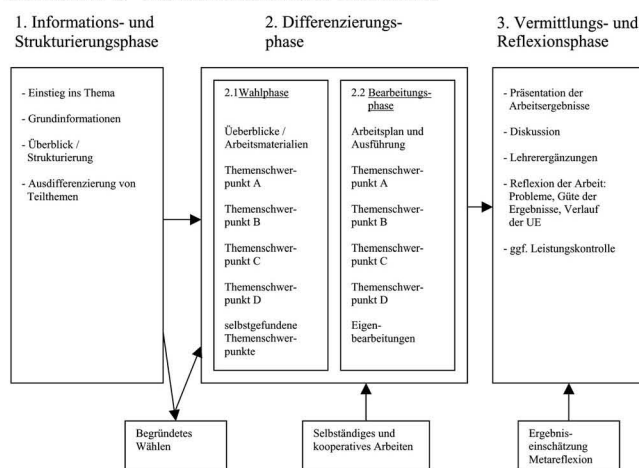 1. Informations- und
Strukturierungsphase
- Einstieg ins Thema
- Grundinformationen
- Überblick /
Strukturierung
- Ausdifferenzierung von
Teilthemen
2. Differenzierungs-
phase
2.1 Wahlphase
Üeberblicke /
Arbeitsmaterialien
Themenschwer-
punkt A
Themenschwer-
punkt B
Themenschwer-
punkt C
Themenschwer-
punkt D
selbstgefundene
Themenschwer-
punkte
2.2 Bearbeitungs-
phase
Arbeitsplan und
Ausführung
Themenschwer-
punkt A
Themenschwer-
punkt B
Themenschwer-
punkt C
Themenschwer-
punkt D
Eigen-
bearbeitungen
3. Vermittlungs- und
Reflexionsphase
- Präsentation der
Arbeitsergebnisse
- Diskussion
- Lehrerergänzungen
- Reflexion der Arbeit:
Probleme, Güte der
Ergebnisse, Verlauf
der UE
- ggf. Leistungskontrolle
Begründetes
Wählen
Selbständiges und
kooperatives Arbeiten
Ergebnis-
einschätzung
Metareflexion